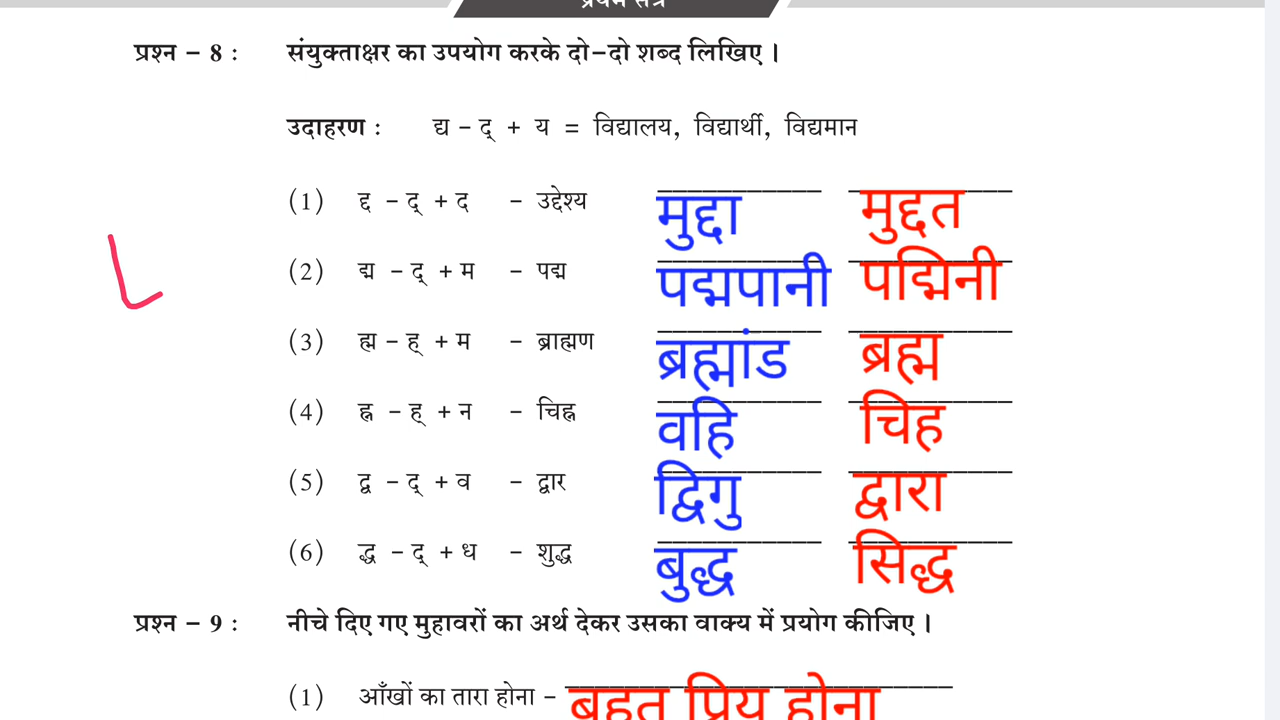 प्रथम सत्र
प्रश्न – 8 : संयुक्ताक्षर का उपयोग करके दो-दो शब्द लिखिए ।
उदाहरण : द्य – द् + य = विद्यालय, विद्यार्थी, विद्यमान
(1) द्द – द् + द – उद्देश्य मुद्दा मुद्दत
(2) द्म – द् + म – पद्म पद्मपानी पद्मिनी
(3) ह्म – ह् + म – ब्राह्मण ब्रह्मांड ब्रह्म
(4) ह्न – ह् + न – चिह्न वहि चिह
(5) द्व – द् + व – द्वार द्विगु द्वारा
(6) द्ध – द् + ध – शुद्ध बुद्ध सिद्ध
प्रश्न – 9 : नीचे दिए गए मुहावरों का अर्थ देकर उसका वाक्य में प्रयोग कीजिए ।
(1) आँखों का तारा होना – बहुत प्रिय होना